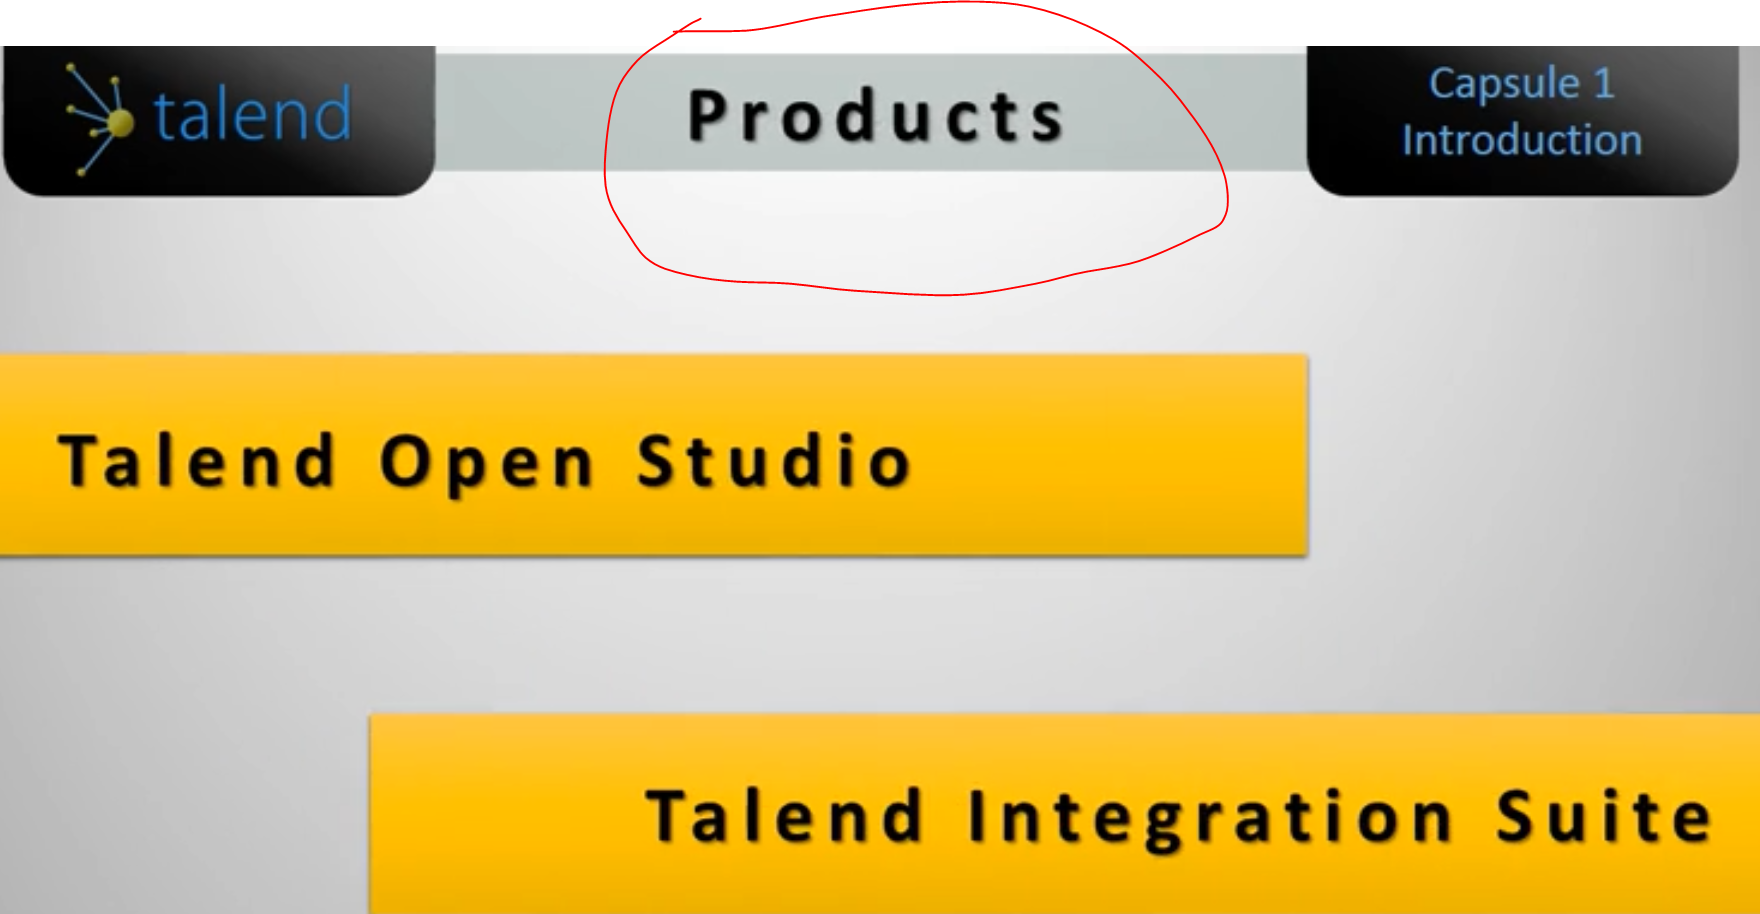 talend
Products
Capsule 1
Introduction
Talend Open Studio
Talend Integration Suite